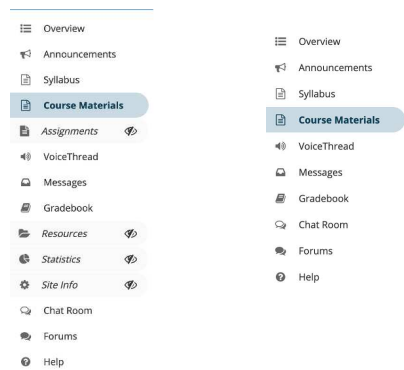 Overview
Announcements
Syllabus
Course Materials
Assignments
VoiceThread
Messages
Gradebook
Resources
Statistics
Site Info
Chat Room
Forums
Help
Overview
Announcements
Syllabus
Course Materials
VoiceThread
Messages
Gradebook
Chat Room
Forums
Help